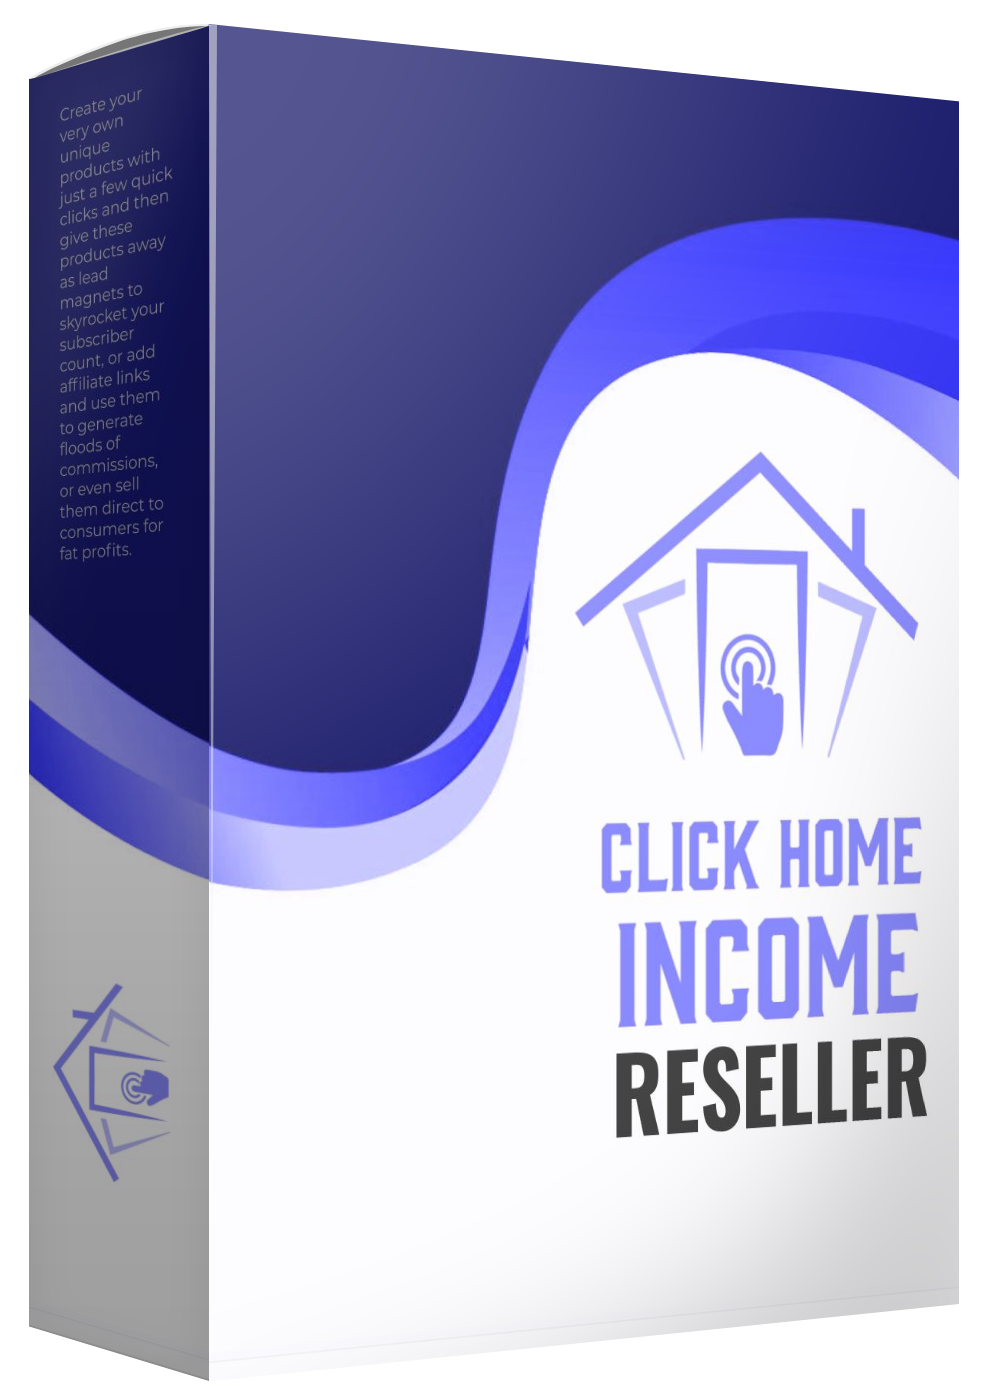 Create your
very own
unique
products with
just a few quick
clicks and then
give these
products away
as lead
magnets to
skyrocket your
subscriber
count, or add
affiliate links
and use them
to generate
floods of
commissions,
or even sell
them direct to
consumers for
fat profits.
CLICK HOME
INCOME
RESELLER